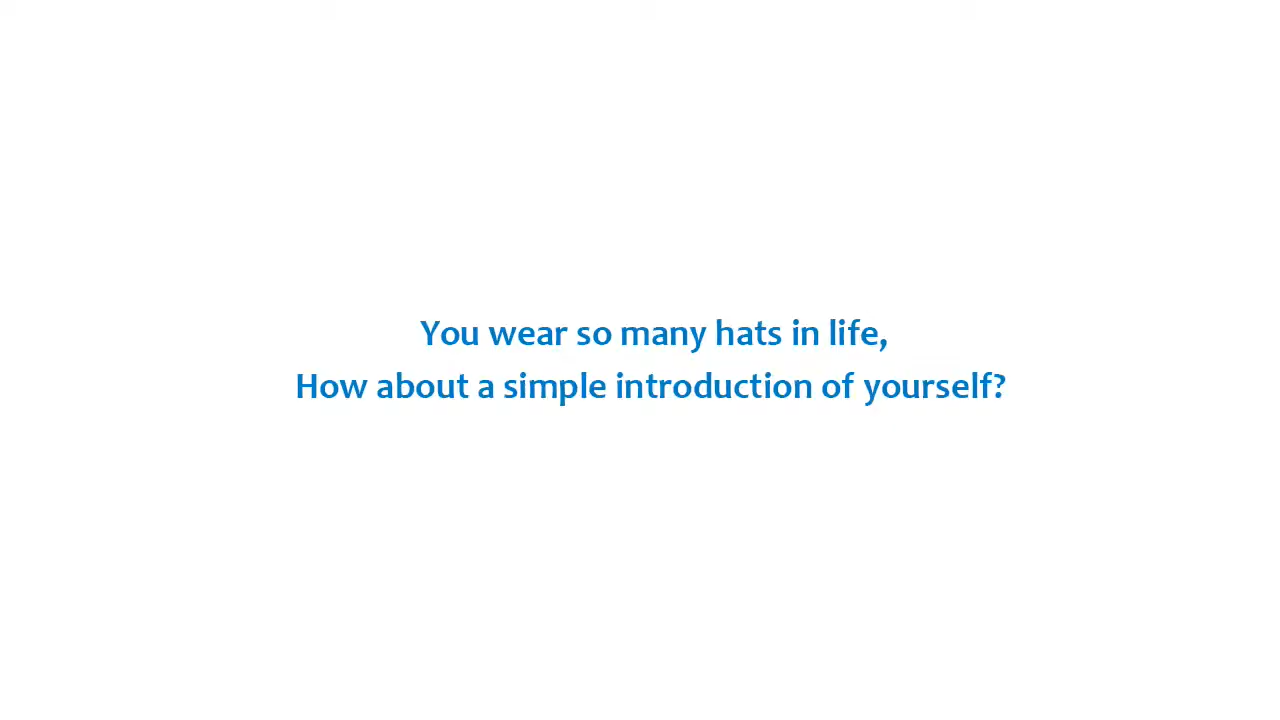 You wear so many hats in life,
How about a simple introduction of yourself?